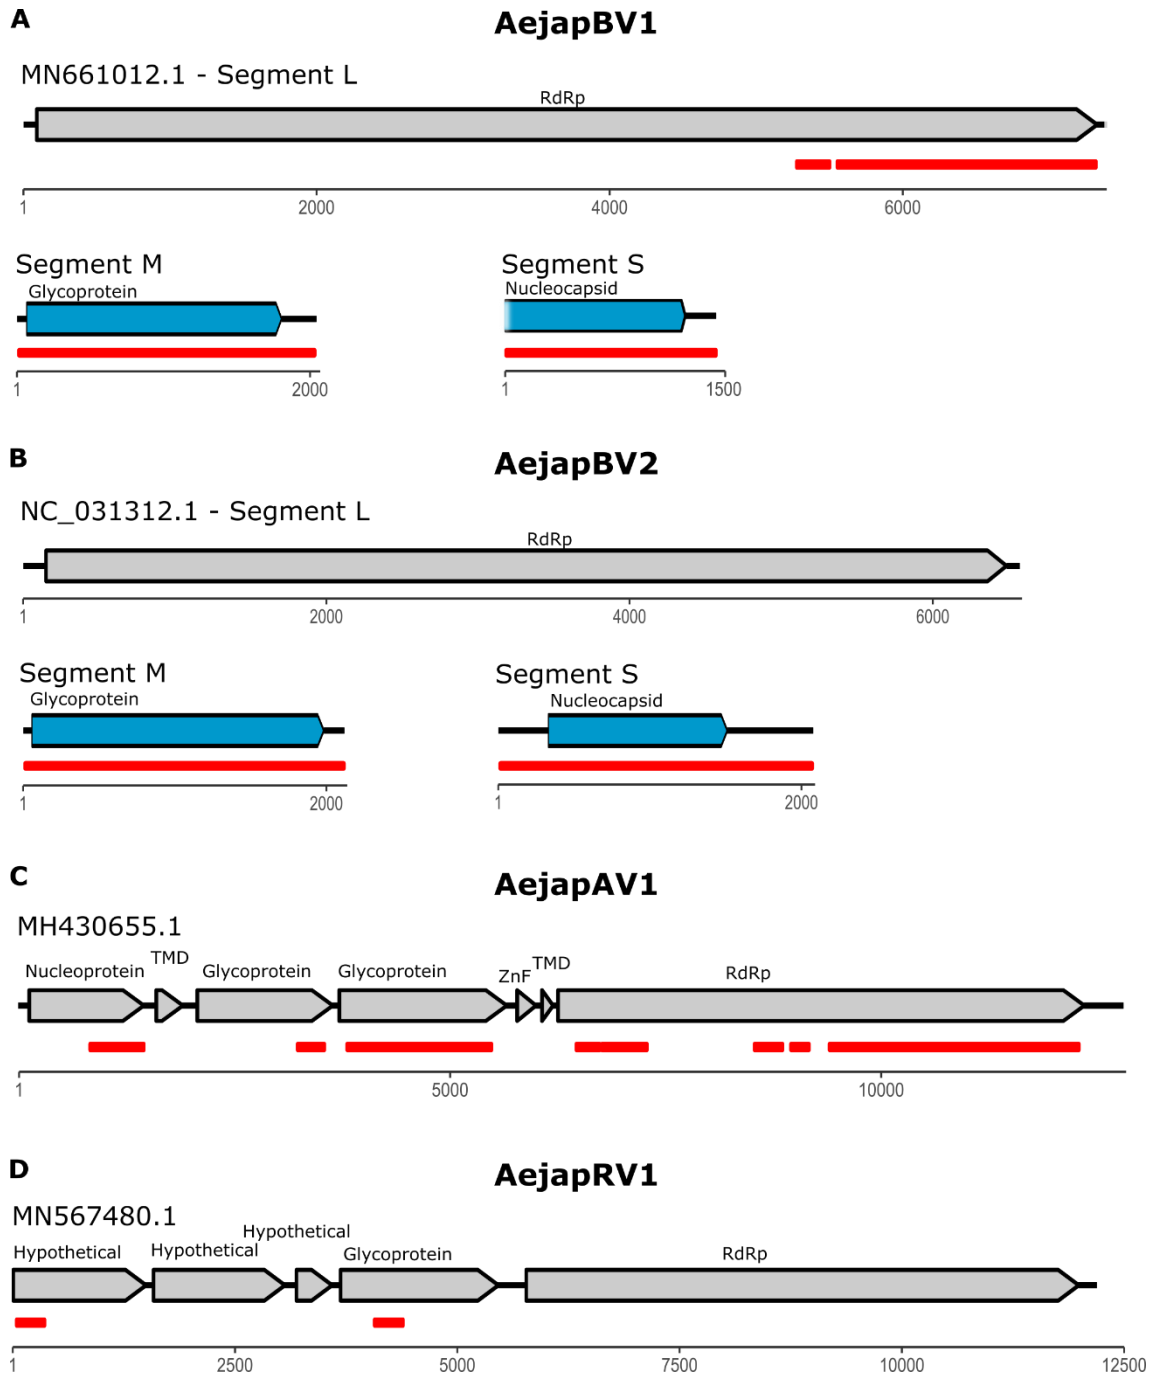 A
AejapBV1
MN661012.1 - Segment L
RdRp
1 2000 4000 6000
Segment M Segment S
Glycoprotein Nucleocapsid
1 2000 1 1500
B
AejapBV2
NC_031312.1 - Segment L
RdRp
1 2000 4000 6000
Segment M Segment S
Glycoprotein Nucleocapsid
1 2000 1 2000
C
AejapAV1
MH430655.1
Nucleoprotein TMD Glycoprotein Glycoprotein ZnF TMD RdRp
1 5000 10000
D
AejapRV1
MN567480.1
Hypothetical Hypothetical Hypothetical Glycoprotein RdRp
1 2500 5000 7500 10000 12500